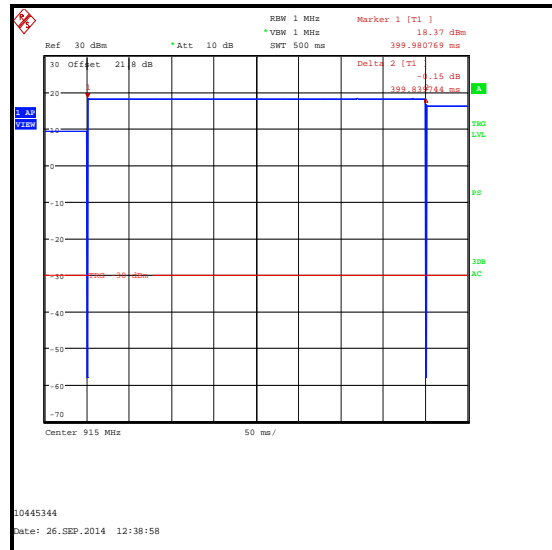 RBW 1 MHz Marker 1 [T1 ]
*VBW 1 MHz 18.37 dBm
Ref 30 dBm *Att 10 dB SWT 500 ms 399.980769 ms
30 Offset 21.8 dB Delta 2 [T1 ]
-0.15 dB
399.839744 ms
A
20
1
1 AP
VIEW
10
TRG
LVL
0
PS
-10
-20
3DB
-30 TRG -30 dBm AC
-40
-50
-60
-70
Center 915 MHz 50 ms/
10445344
Date: 26.SEP.2014 12:38:58